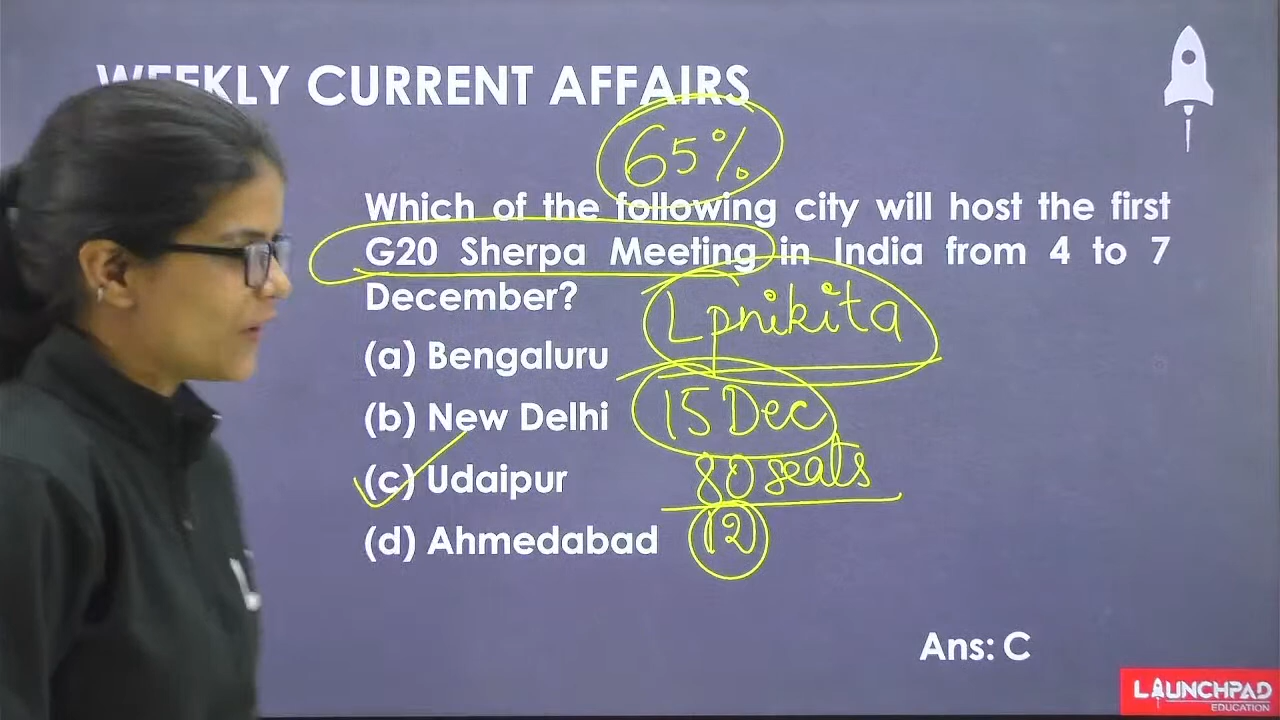 WEEKLY CURRENT AFFAIRS
65%
Which of the following city will host the first
G20 Sherpa Meeting in India from 4 to 7
December?
Lpnikita
(a) Bengaluru
(b) New Delhi
15 Dec
(c) Udaipur
80 seats
(d) Ahmedabad
12
Ans: C
LAUNCHPAD
EDUCATION